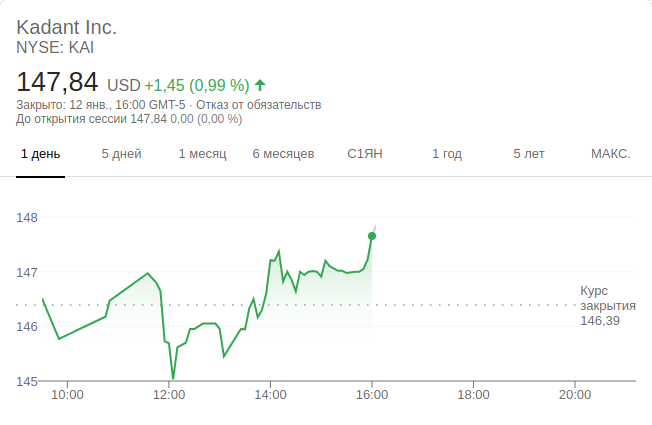 Kadant Inc.
NYSE: KAI
147,84 USD +1,45 (0,99 %)
Закрыто: 12 янв., 16:00 GMT-5 · Отказ от обязательств
До открытия сессии 147,84 0,00 (0,00 %)
1 день 5 дней 1 месяц 6 месяцев С1ЯН 1 год 5 лет МАКС.
148
147
Курс
закрытия
146,39
146
145
10:00 12:00 14:00 16:00 18:00 20:00